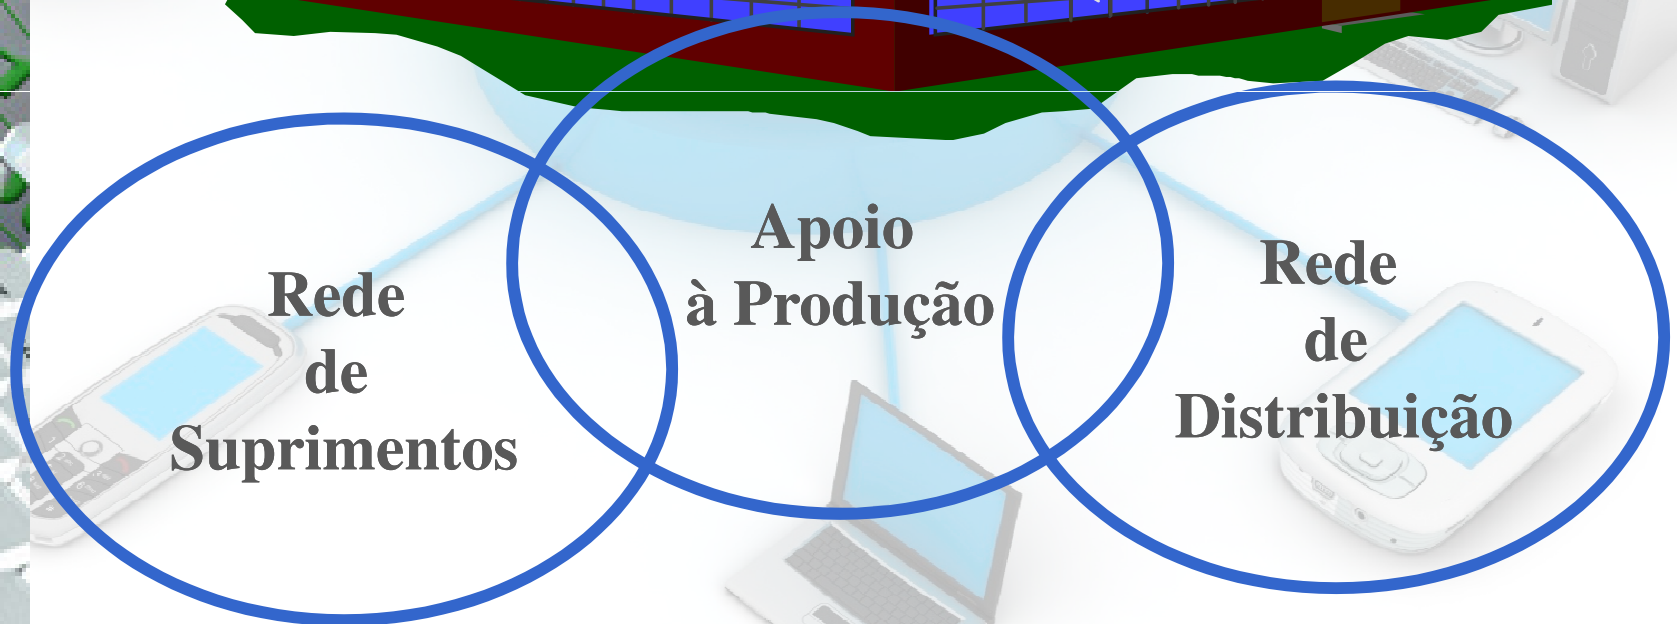 Rede
de
Suprimentos
Apoio
à Produção
Rede
de
Distribuição